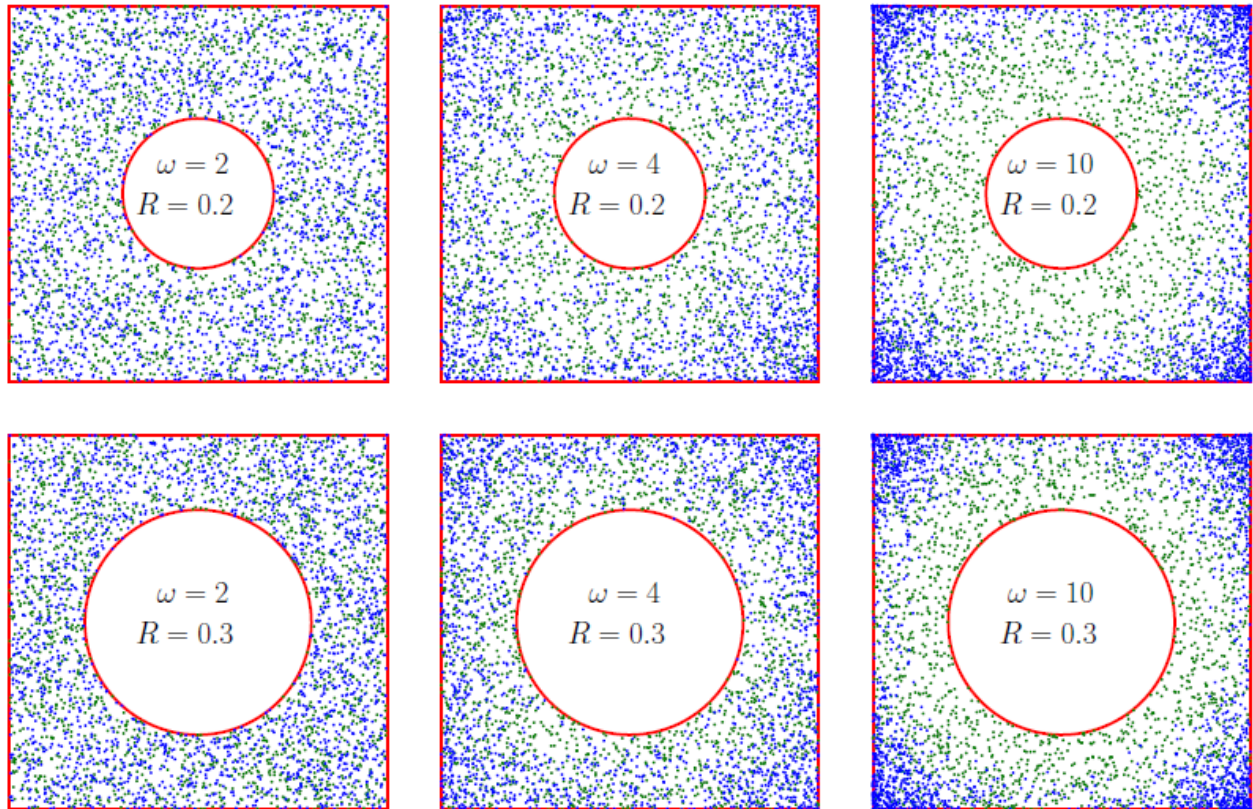 ω = 2
R = 0.2
ω = 4
R = 0.2
ω = 10
R = 0.2
ω = 2
R = 0.3
ω = 4
R = 0.3
ω = 10
R = 0.3